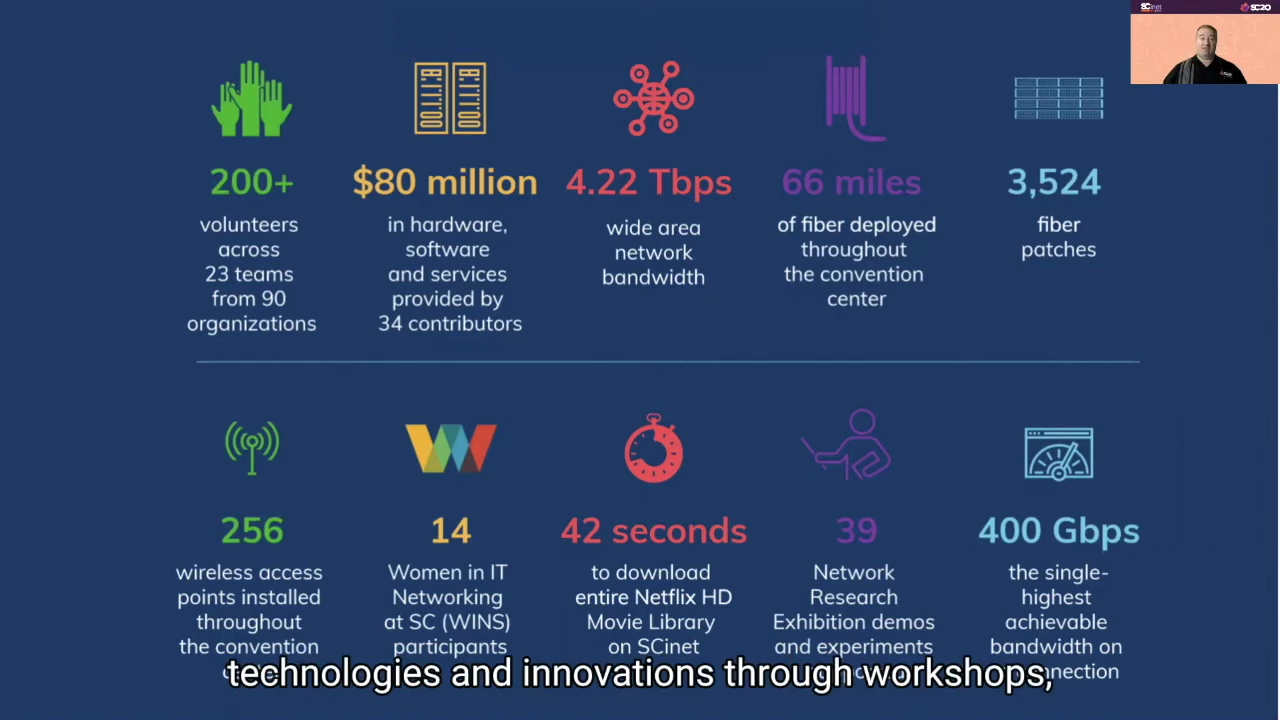 SCinet
SC20
200+
volunteers
across
23 teams
from 90
organizations
$80 million
in hardware,
software
and services
provided by
34 contributors
4.22 Tbps
wide area
network
bandwidth
66 miles
of fiber deployed
throughout
the convention
center
3,524
fiber
patches
256
wireless access
points installed
throughout
the convention
14
Women in IT
Networking
at SC (WINS)
participants
42 seconds
to download
entire Netflix HD
Movie Library
on SCinet
39
Network
Research
Exhibition demos
and experiments
400 Gbps
the single-
highest
achievable
bandwidth on
technologies and innovations through workshops,